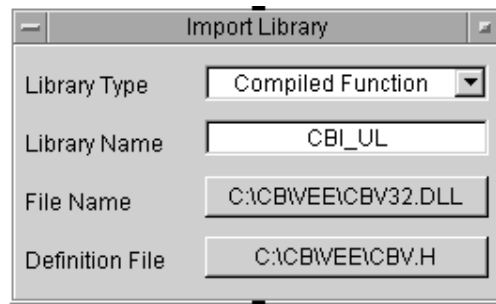 Import Library
Library Type Compiled Function
Library Name CBI_UL
File Name C:\CB\VEE\CBV32.DLL
Definition File C:\CB\VEE\CBV.H